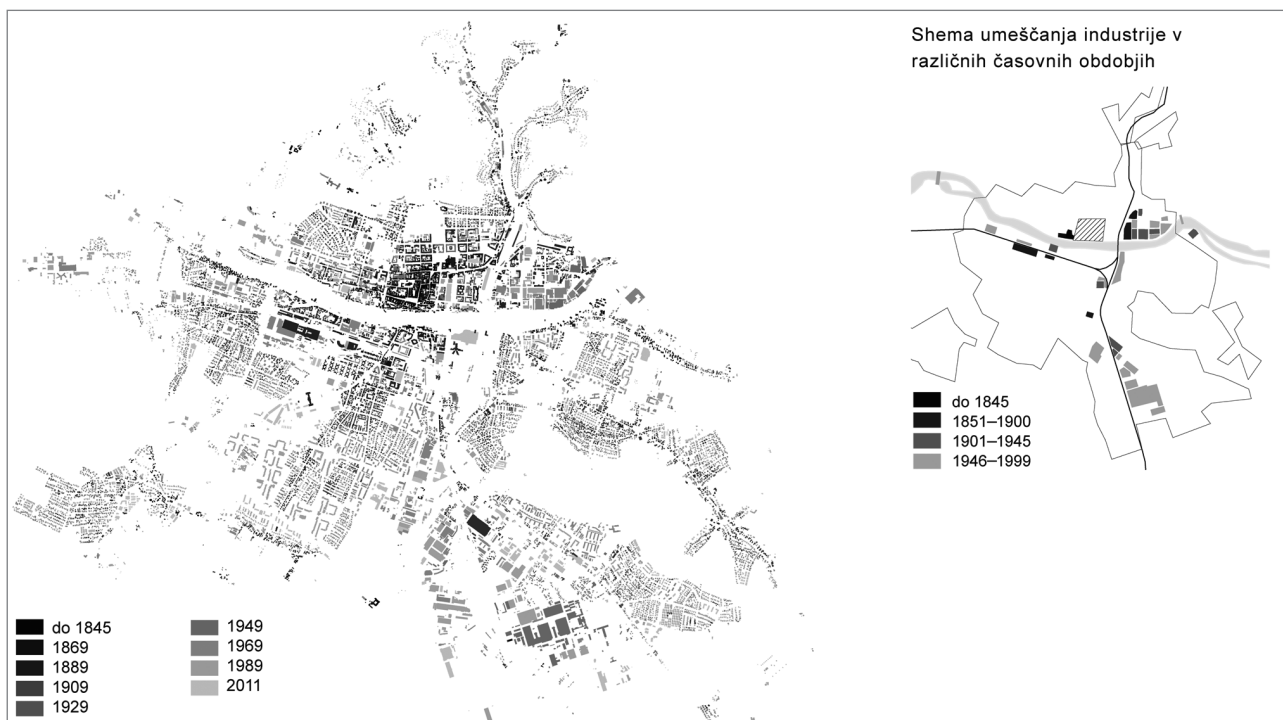 Shema umeščanja industrije v
različnih časovnih obdobjih
do 1845
1851–1900
1901–1945
1946–1999
do 1845
1869
1889
1909
1929
1949
1969
1989
2011